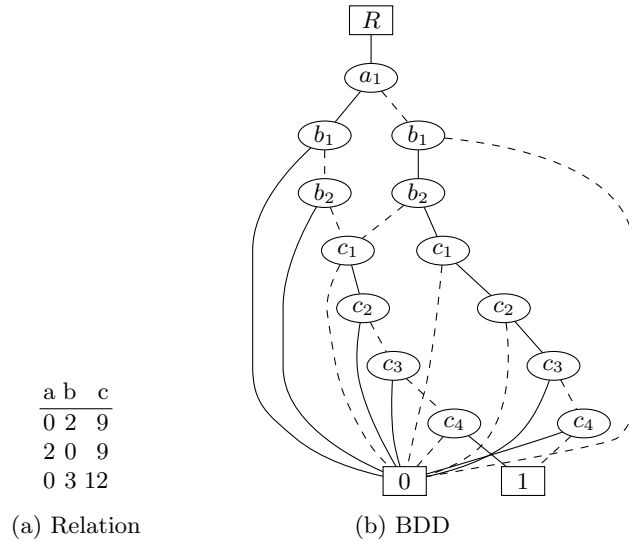 R
a1
b1 b1
b2 b2
c1 c1
c2 c2
c3 c3
c4 c4
0 1
a b c
0 2 9
2 0 9
0 3 12
(a) Relation (b) BDD